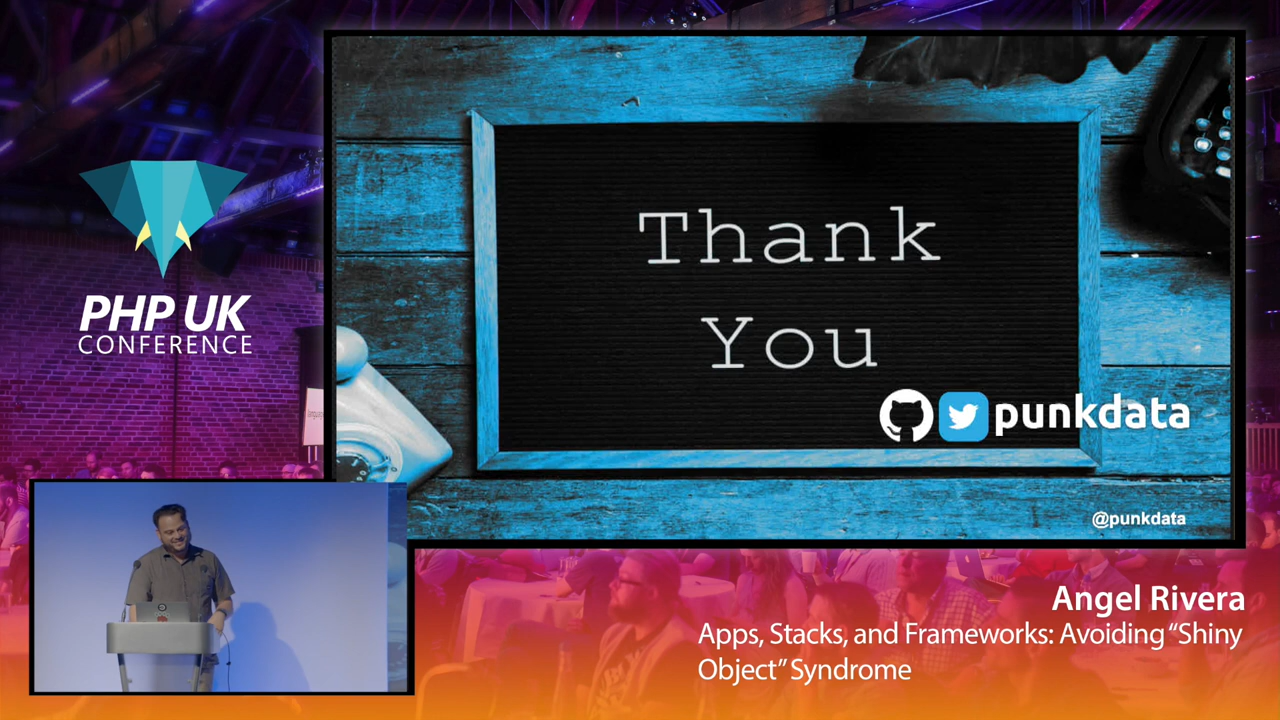 PHP UK
CONFERENCE
Thank
You
punkdata
@punkdata
Angel Rivera
Apps, Stacks, and Frameworks: Avoiding “Shiny
Object” Syndrome